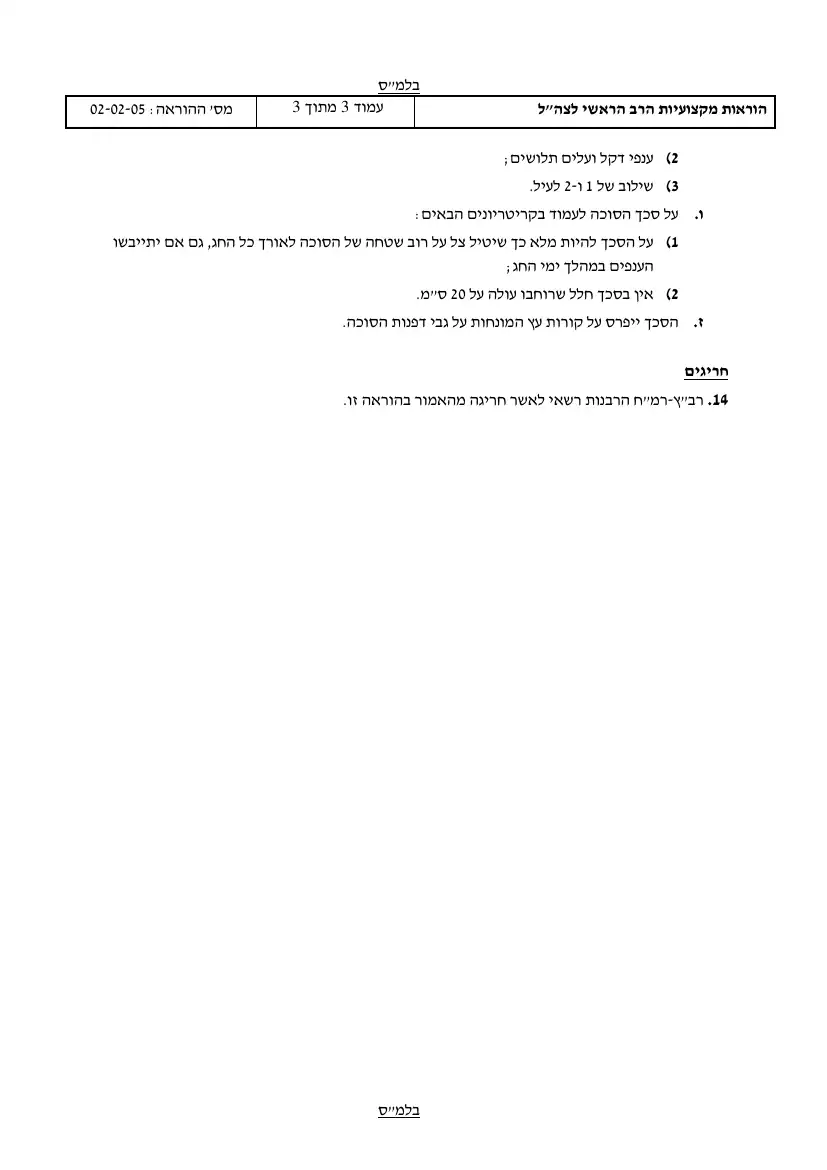 בלמ״ס
הוראות מקצועיות הרב הראשי לצה״ל עמוד 3 מתוך 3 מס׳ ההוראה: 02-02-05
2) ענפי דקל ועלים תלושים;
3) שילוב של 1 ו-2 לעיל.
ו. על סכך הסוכה לעמוד בקריטריונים הבאים:
1) על הסכך להיות מלא כך שיטיל צל על רוב שטחה של הסוכה לאורך כל החג, גם אם יתייבשו
הענפים במהלך ימי החג;
2) אין בסכך חלל שרוחבו עולה על 20 ס״מ.
ז. הסכך ייפרס על קורות עץ המונחות על גבי דפנות הסוכה.
חריגים
14. רב״ץ-רמ״ח הרבנות רשאי לאשר חריגה מהאמור בהוראה זו.
בלמ״ס